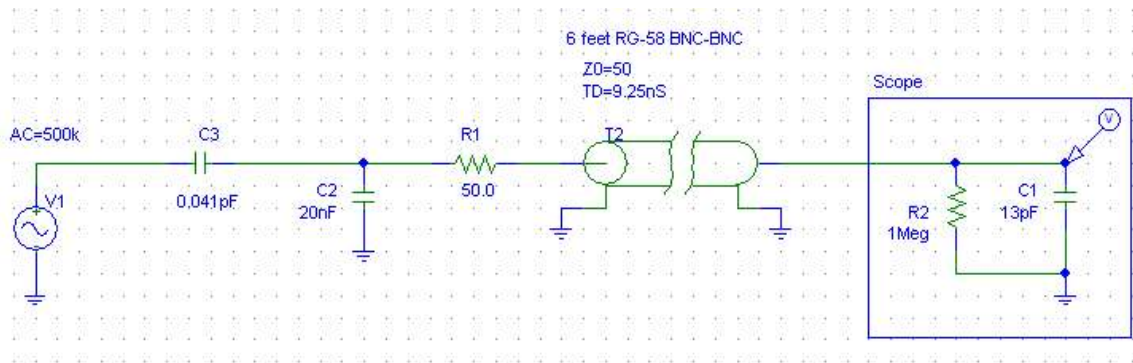 6 feet RG-58 BNC-BNC
Z0=50
TD=9.25nS
Scope
AC=500k
C3
R1
T2
V
V1
0.041pF
C2
20nF
50.0
R2
1Meg
C1
13pF